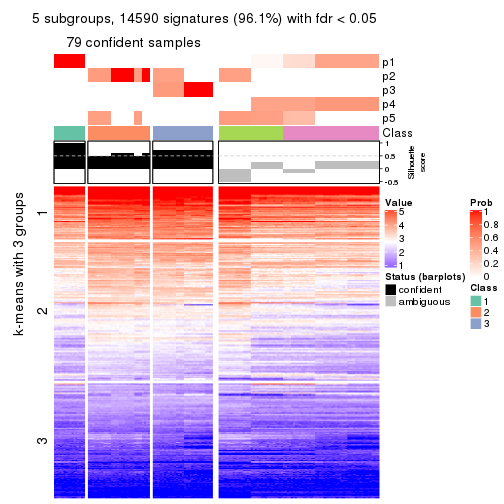 5 subgroups, 14590 signatures (96.1%) with fdr < 0.05
79 confident samples
p1
p2
p3
p4
p5
Class
1
0.5
0
-0.5
Silhouette
score
k-means with 3 groups
1
2
3
Value
5
4
3
2
1
Status (barplots)
confident
ambiguous
Prob
1
0.8
0.6
0.4
0.2
0
Class
1
2
3